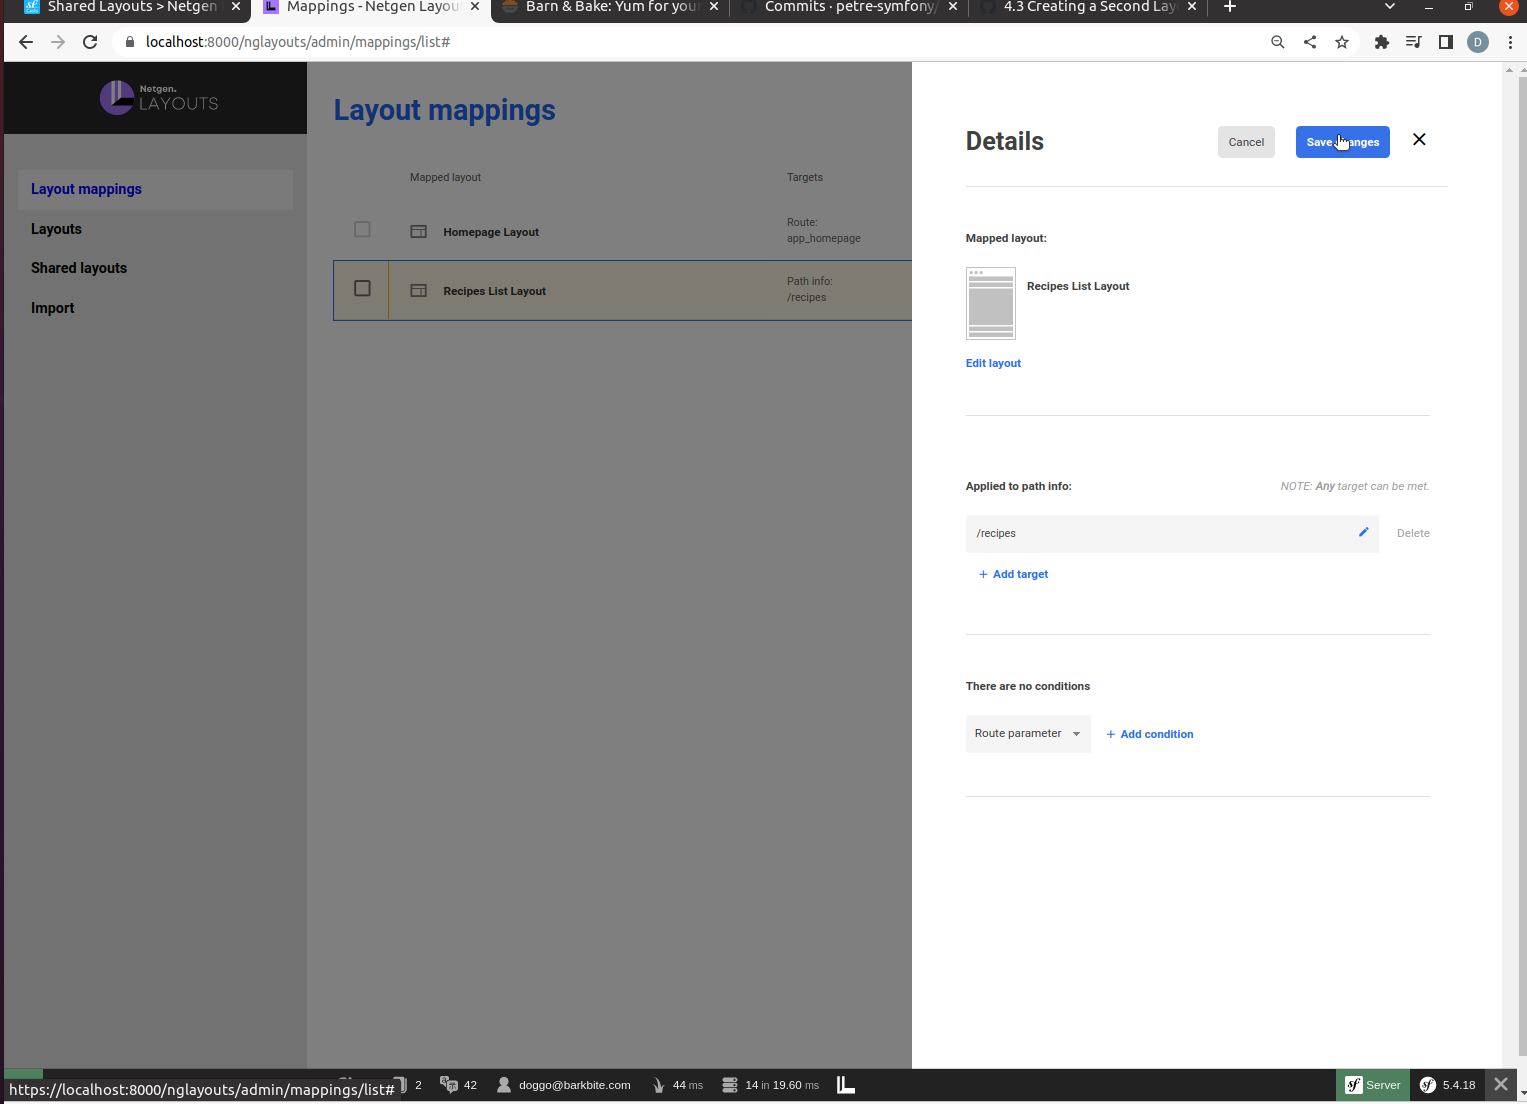 Shared Layouts > Netgen
Mappings - Netgen Layou
Barn & Bake: Yum for you
Commits · petre-symfony/
4.3 Creating a Second Lay
localhost:8000/nglayouts/admin/mappings/list#
D
Netgen.
LAYOUTS
Layout mappings
Layouts
Shared layouts
Import
Layout mappings
Mapped layout
Targets
Homepage Layout
Route:
app_homepage
Recipes List Layout
Path info:
/recipes
Details
Cancel
Save
anges
Mapped layout:
Recipes List Layout
Edit layout
Applied to path info:
NOTE: Any target can be met.
/recipes
Delete
+ Add target
There are no conditions
Route parameter
+ Add condition
https://localhost:8000/nglayouts/admin/mappings/list#
2
42
doggo@barkbite.com
44 ms
14 in 19.60 ms
Server
5.4.18